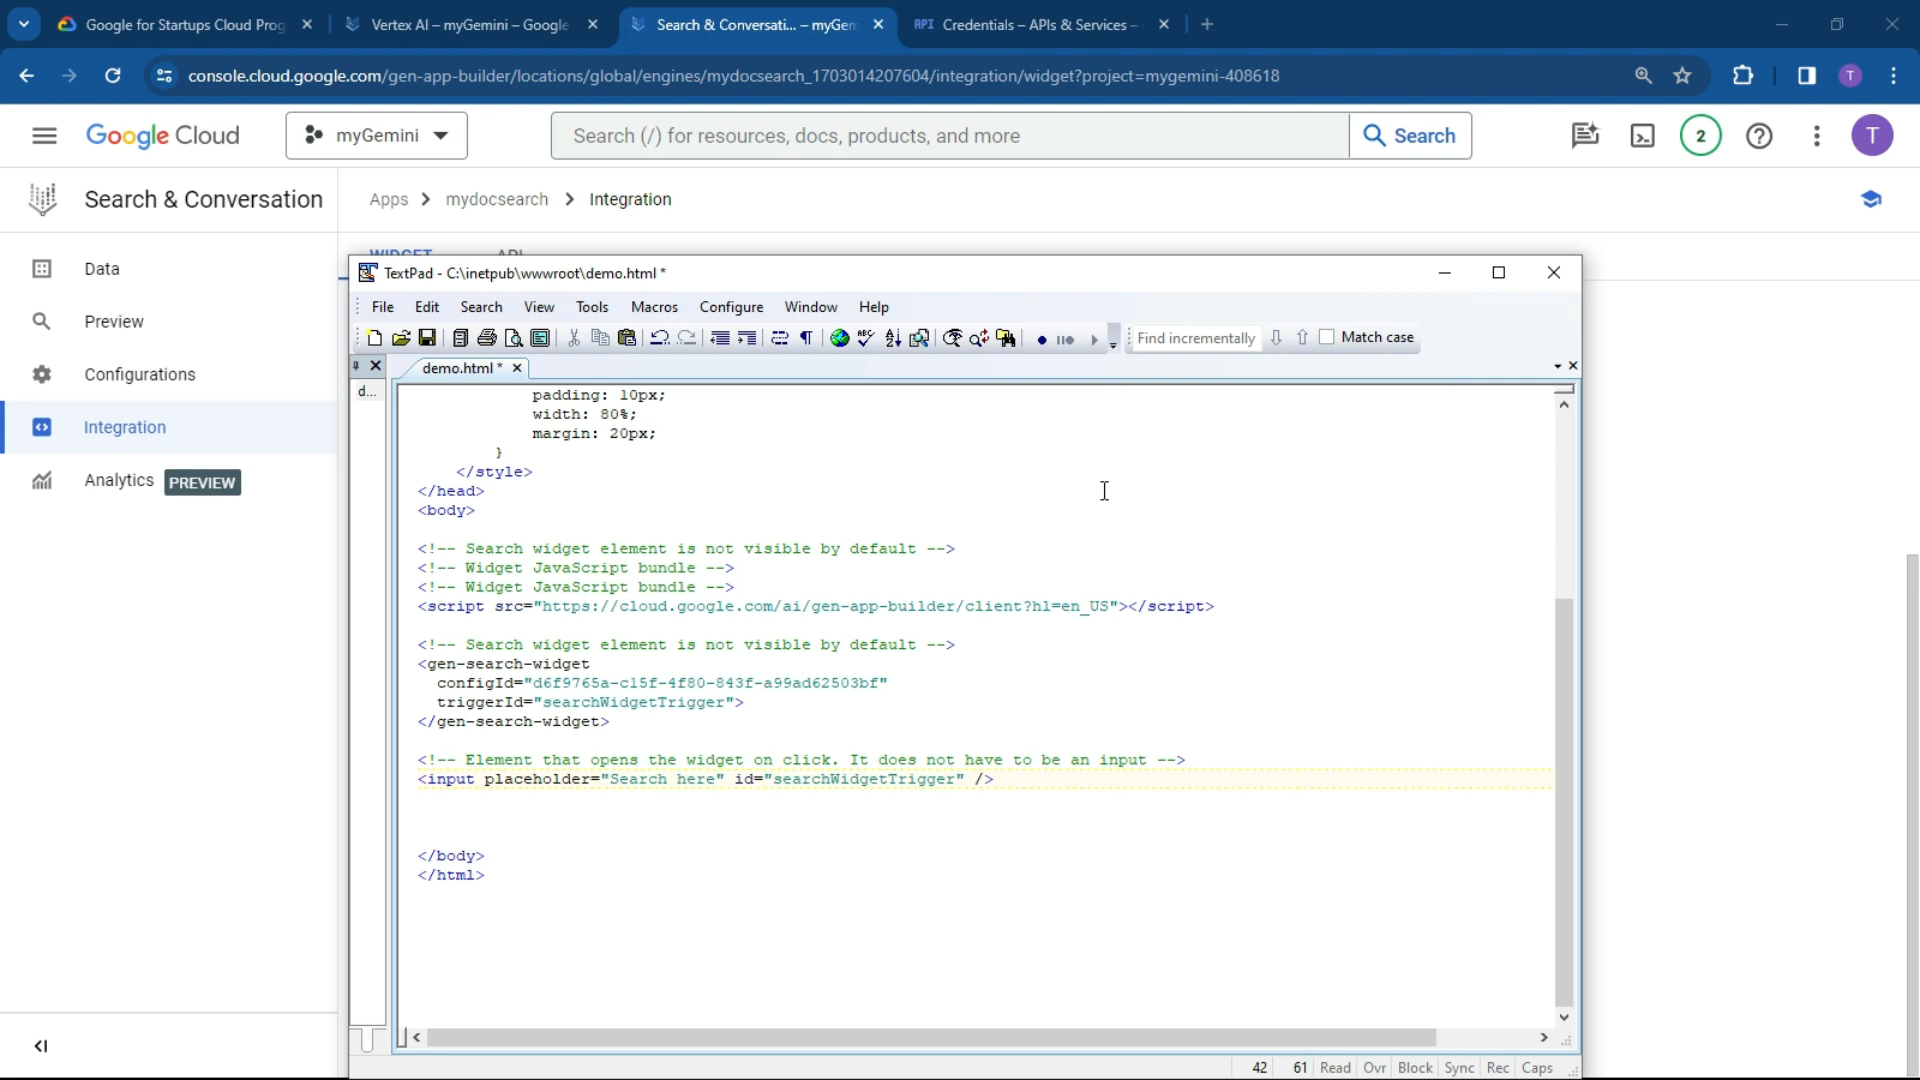 Google for Startups Cloud Prog
Vertex AI – myGemini – Google
Search & Conversati... – myGem
API Credentials – APIs & Services –
console.cloud.google.com/gen-app-builder/locations/global/engines/mydocsearch_1703014207604/integration/widget?project=mygemini-408618
T
Google Cloud
myGemini
Search (/) for resources, docs, products, and more
Search
2
T
Search & Conversation
Apps
mydocsearch
Integration
Data
Preview
Configurations
Integration
Analytics PREVIEW
WIDGET
API
TextPad - C:\inetpub\wwwroot\demo.html *
File Edit Search View Tools Macros Configure Window Help
Find incrementally
Match case
demo.html *
d...
padding: 10px;
width: 80%;
margin: 20px;
}
</style>
</head>
<body>
<!-- Search widget element is not visible by default -->
<!-- Widget JavaScript bundle -->
<!-- Widget JavaScript bundle -->
<script src="https://cloud.google.com/ai/gen-app-builder/client?hl=en_US"></script>
<!-- Search widget element is not visible by default -->
<gen-search-widget
configId="d6f9765a-c15f-4f80-843f-a99ad62503bf"
triggerId="searchWidgetTrigger">
</gen-search-widget>
<!-- Element that opens the widget on click. It does not have to be an input -->
<input placeholder="Search here" id="searchWidgetTrigger" />
</body>
</html>
42 61 Read Ovr Block Sync Rec Caps